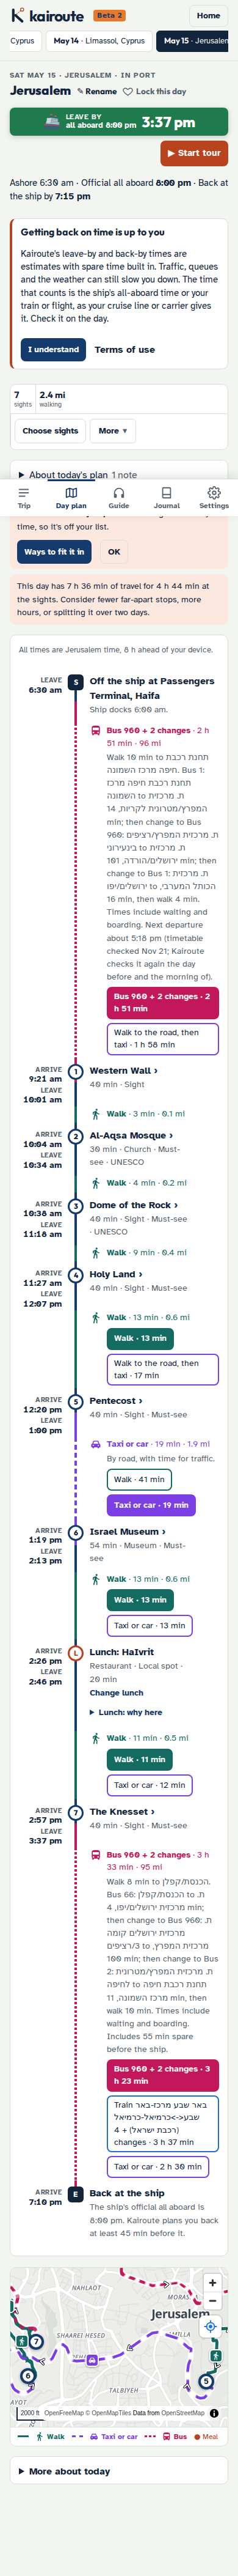 kairoute Beta 2 Home
Cyprus May 14 · Limassol, Cyprus May 15 · Jerusalem
SAT MAY 15 · JERUSALEM · IN PORT
Jerusalem ✎ Rename Lock this day
LEAVE BY
all aboard 8:00 pm 3:37 pm
▶ Start tour
Ashore 6:30 am · Official all aboard 8:00 pm · Back at
the ship by 7:15 pm
Getting back on time is up to you
Kairoute's leave-by and back-by times are
estimates with spare time built in. Traffic, queues
and the weather can still slow you down. The time
that counts is the ship's all-aboard time or your
train or flight, as your cruise line or carrier gives
it. Check it on the day.
I understand Terms of use
7 2.4 mi
sights walking
Choose sights More ▾
▶ About today's plan 1 note
Trip Day plan Guide Journal Settings
time, so it's off your list.
Ways to fit it in OK
This day has 7 h 36 min of travel for 4 h 44 min at
the sights. Consider fewer far-apart stops, more
hours, or splitting it over two days.
All times are Jerusalem time, 8 h ahead of your device.
LEAVE
6:30 am
S
Off the ship at Passengers
Terminal, Haifa
Ship docks 6:00 am.
Bus 960 + 2 changes · 2 h
51 min · 96 mi
Walk 10 min to תחנת רכבת
חיפה מרכז השמונה. Bus 1:
תחנת רכבת חיפה מרכז
השמונה to ת. מרכזית
המפרץ/מטרונית לקריות, 14
min; then change to Bus
960: ת. מרכזית המפרץ/רציפים
בינעירוני to ת. מרכזית
ירושלים/הורדה, 101 min; then
change to Bus 1: ת. מרכזית
ירושלים/יפו to הכותל המערבי,
16 min, then walk 4 min.
Times include waiting and
boarding. Next departure
about 5:18 pm (timetable
checked Nov 21; Kairoute
checks it again the day
before and the morning of).
Bus 960 + 2 changes · 2
h 51 min
Walk to the road, then
taxi · 1 h 58 min
ARRIVE
9:21 am
LEAVE
10:01 am
1
Western Wall ›
40 min · Sight
Walk · 3 min · 0.1 mi
ARRIVE
10:04 am
LEAVE
10:34 am
2
Al-Aqsa Mosque ›
30 min · Church · Must-
see · UNESCO
Walk · 4 min · 0.2 mi
ARRIVE
10:38 am
LEAVE
11:18 am
3
Dome of the Rock ›
40 min · Sight · Must-see
· UNESCO
Walk · 9 min · 0.4 mi
ARRIVE
11:27 am
LEAVE
12:07 pm
4
Holy Land ›
40 min · Sight · Must-see
Walk · 13 min · 0.6 mi
Walk · 13 min
Walk to the road, then
taxi · 17 min
ARRIVE
12:20 pm
LEAVE
1:00 pm
5
Pentecost ›
40 min · Sight · Must-see
Taxi or car · 19 min · 1.9 mi
By road, with time for traffic.
Walk · 41 min
Taxi or car · 19 min
ARRIVE
1:19 pm
LEAVE
2:13 pm
6
Israel Museum ›
54 min · Museum · Must-
see
Walk · 13 min · 0.6 mi
Walk · 13 min
Taxi or car · 13 min
ARRIVE
2:26 pm
LEAVE
2:46 pm
L
Lunch: HaIvrit
Restaurant · Local spot ·
20 min
Change lunch
▶ Lunch: why here
Walk · 11 min · 0.5 mi
Walk · 11 min
Taxi or car · 12 min
ARRIVE
2:57 pm
LEAVE
3:37 pm
7
The Knesset ›
40 min · Sight · Must-see
Bus 960 + 2 changes · 3 h
33 min · 95 mi
Walk 8 min to הכנסת/קפלן.
Bus 66: הכנסת/קפלן to ת.
מרכזית ירושלים/יפו, 4 min;
then change to Bus 960: ת.
מרכזית ירושלים קומה
3/רציפים to מרכזית המפרץ,
100 min; then change to Bus
2: ת. מרכזית המפרץ/מטרונית
לחיפה to תחנת רכבת חיפה
מרכז השמונה, 11 min, then
walk 10 min. Times include
waiting and boarding.
Includes 55 min spare
before the ship.
Bus 960 + 2 changes · 3
h 23 min
Train באר שבע מרכז-באר
שבע<->כרמיאל-כרמיאל
(רכבת ישראל) + 4
changes · 3 h 37 min
Taxi or car · 2 h 30 min
ARRIVE
7:10 pm
E
Back at the ship
The ship's official all aboard is
8:00 pm. Kairoute plans you back
at least 45 min before it.
NAHLAOT
Jerusalem
SHAAREI HESED
TALBIYEH
7
6
5
+
−
2000 ft OpenFreeMap © OpenMapTiles Data from OpenStreetMap
Walk Taxi or car Bus Meal
▶ More about today